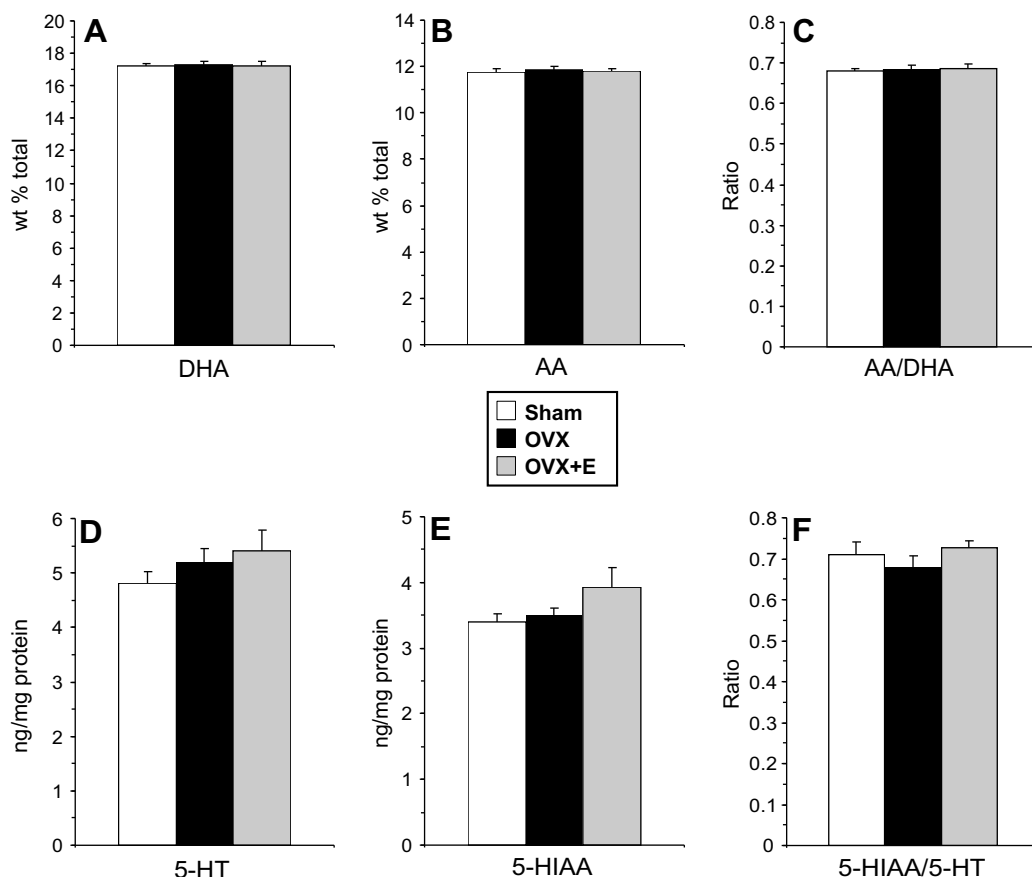 A
wt % total
20
18
16
14
12
10
8
6
4
2
0
DHA
B
wt % total
14
12
10
8
6
4
2
0
AA
C
Ratio
0.8
0.7
0.6
0.5
0.4
0.3
0.2
0.1
0
AA/DHA
Sham
OVX
OVX+E
D
ng/mg protein
6
5
4
3
2
1
0
5-HT
E
ng/mg protein
5
4
3
2
1
0
5-HIAA
F
Ratio
0.8
0.7
0.6
0.5
0.4
0.3
0.2
0.1
0
5-HIAA/5-HT